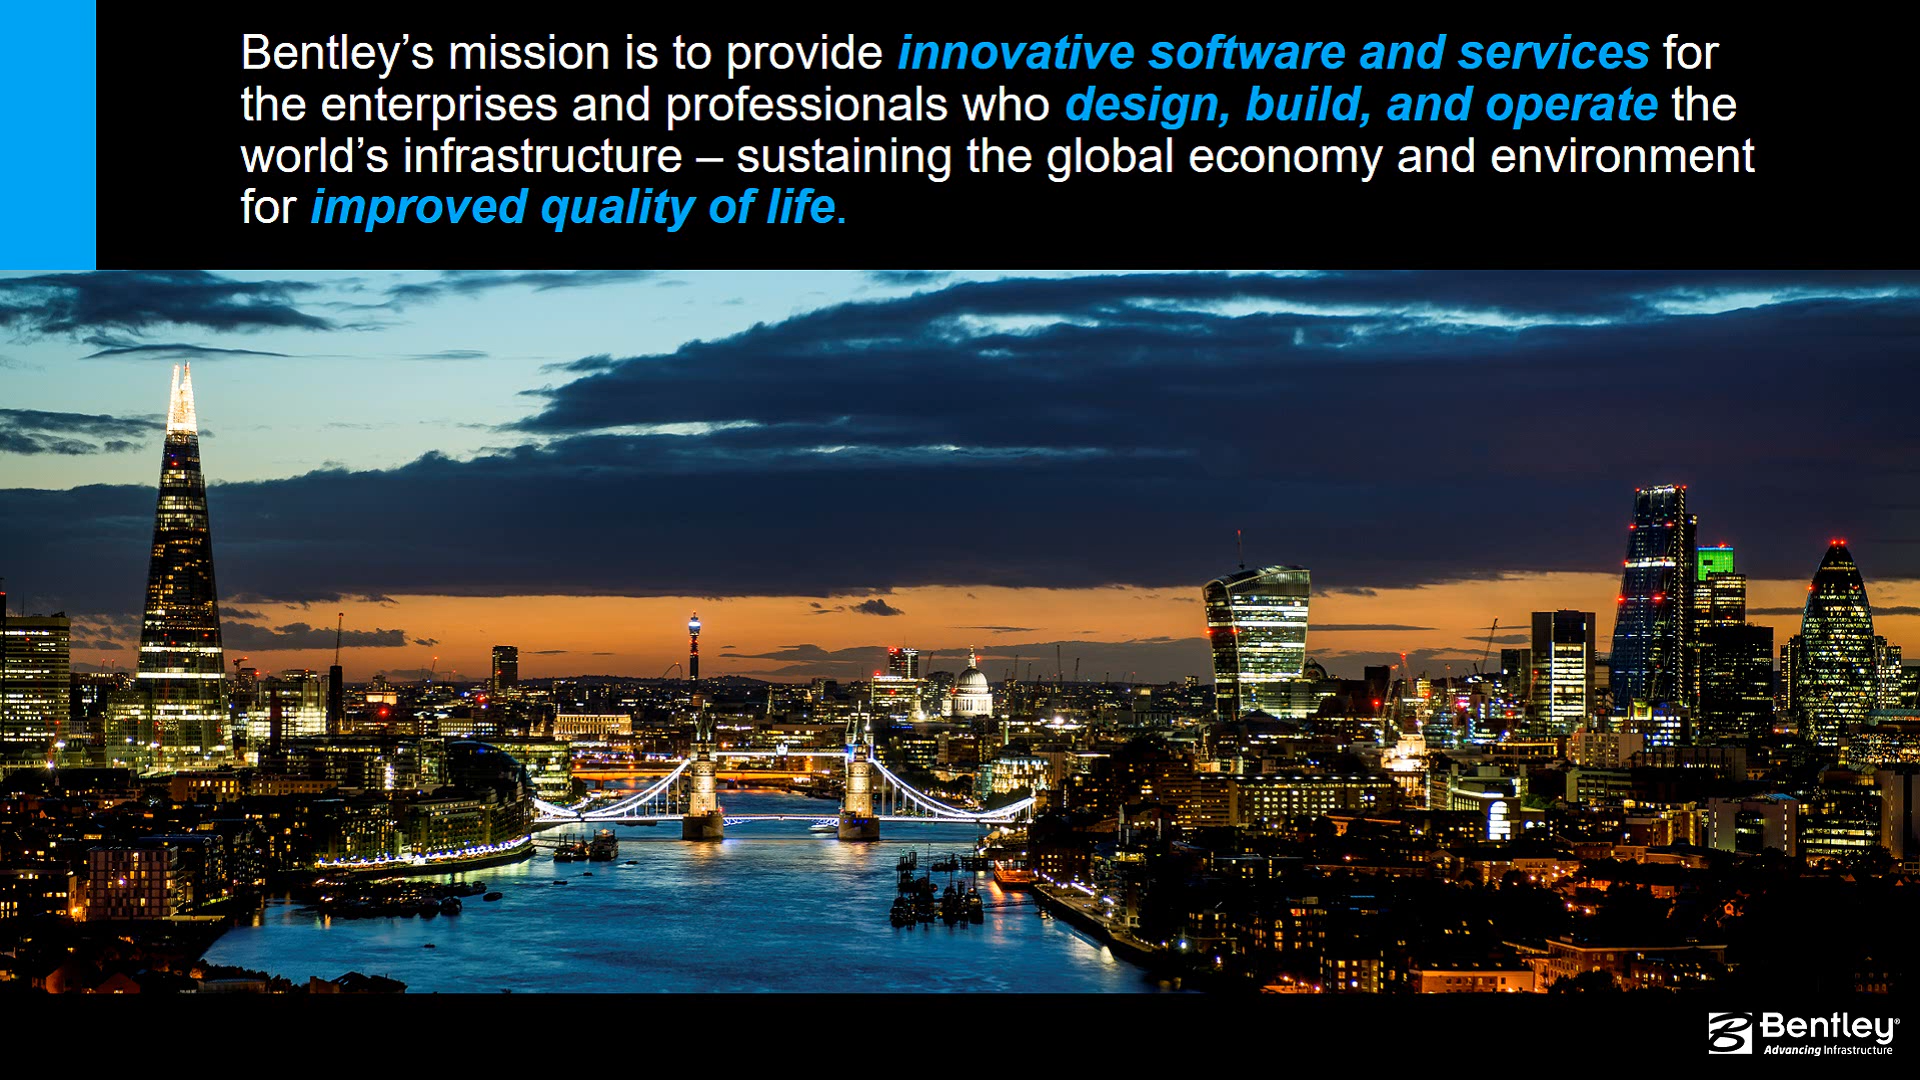 Bentley’s mission is to provide innovative software and services for
the enterprises and professionals who design, build, and operate the
world’s infrastructure – sustaining the global economy and environment
for improved quality of life.
Bentley®
Advancing Infrastructure